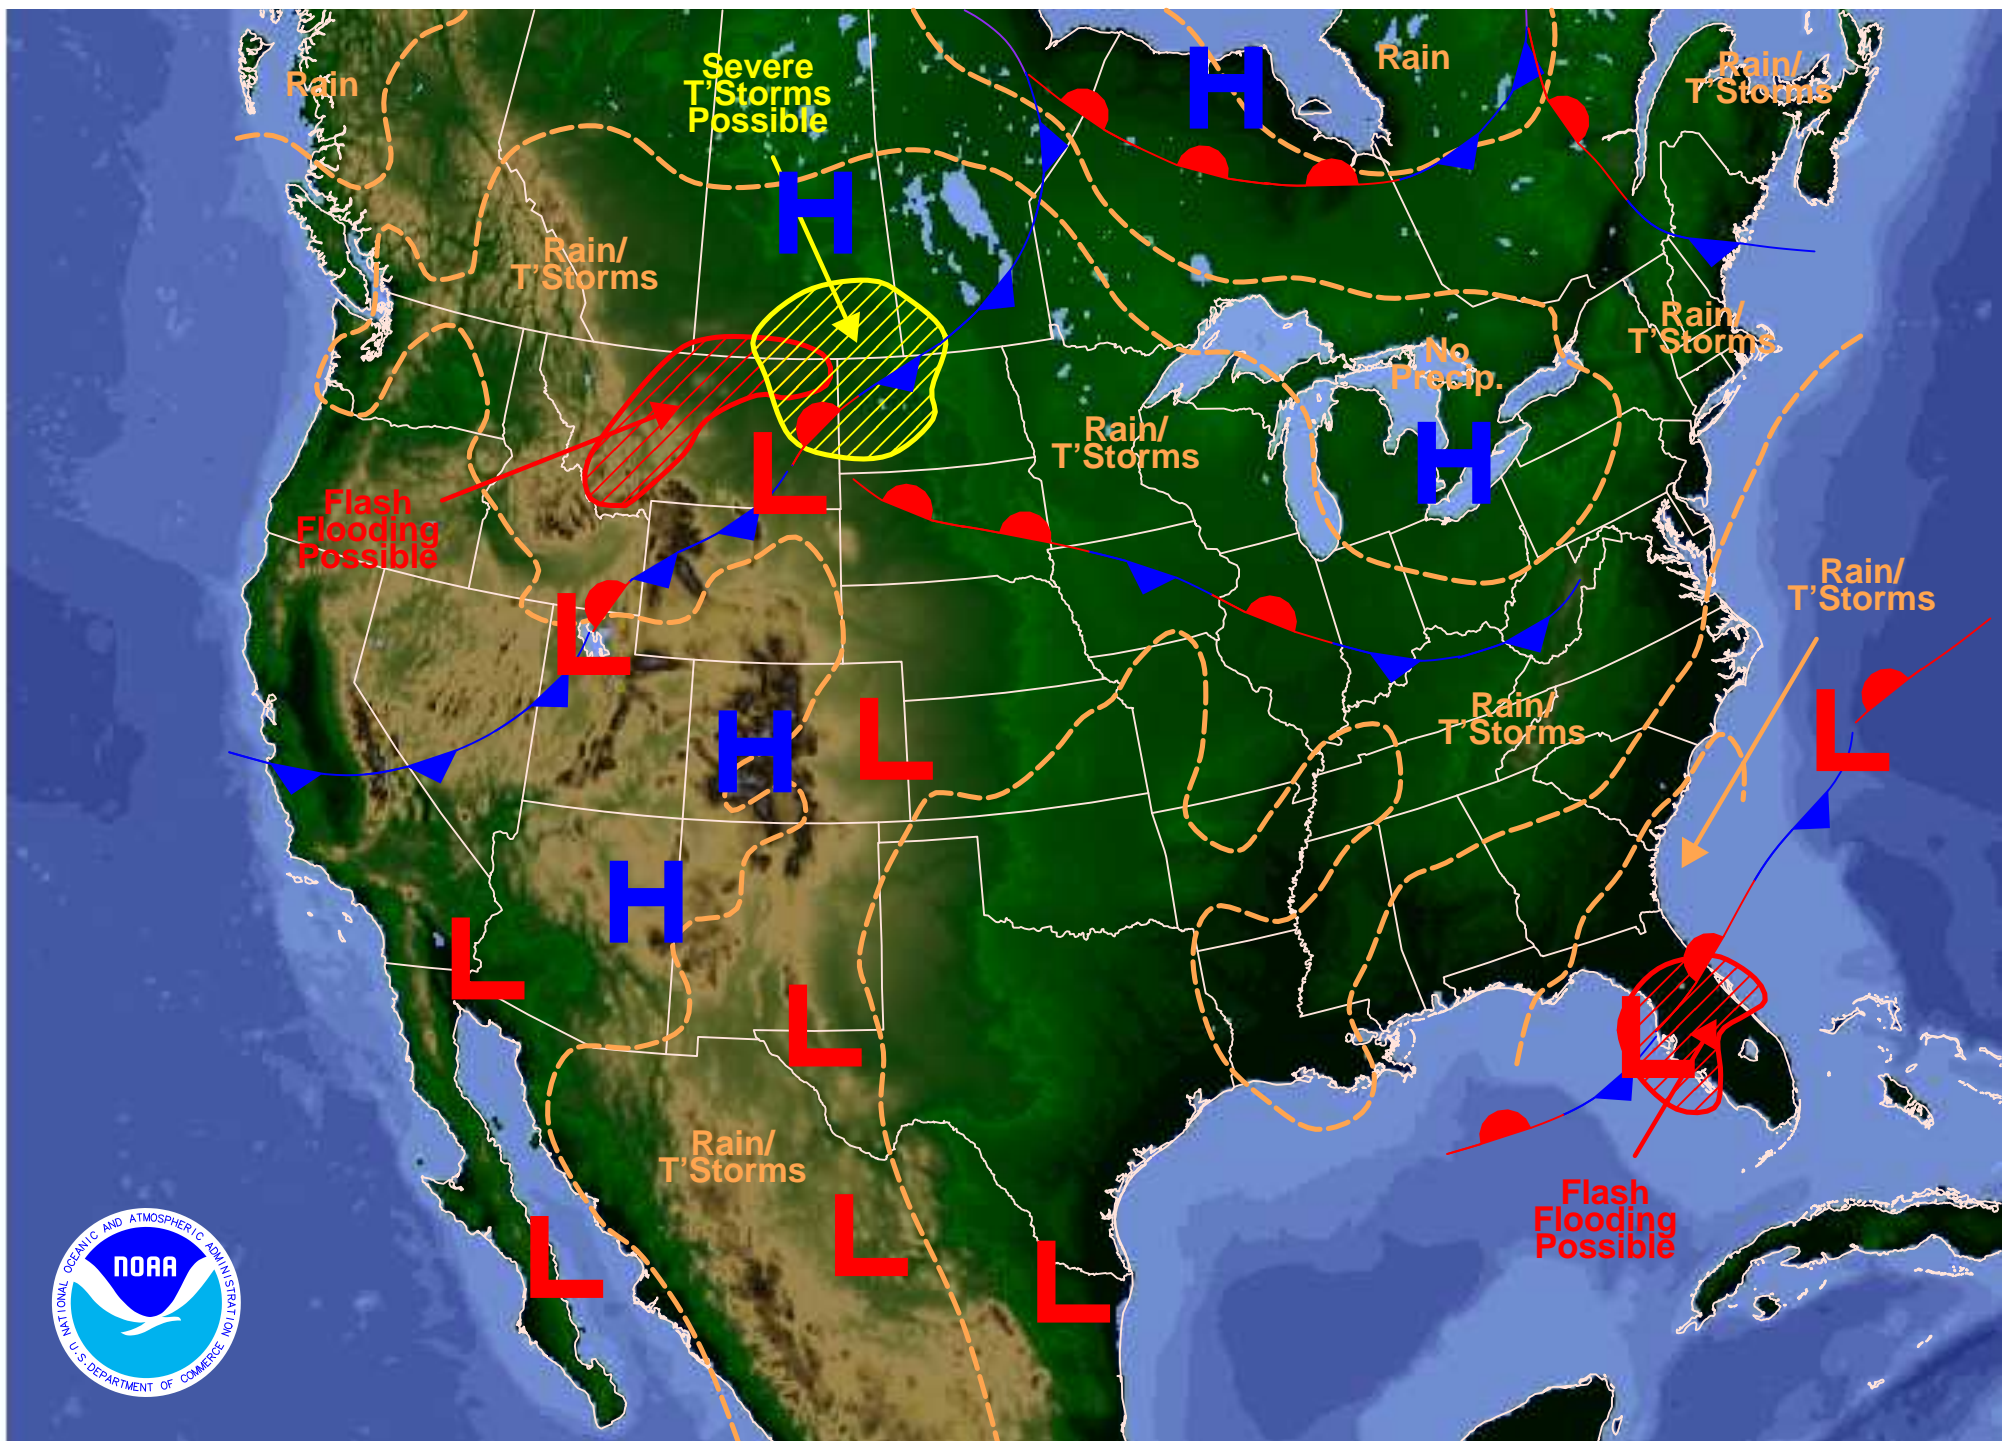 Rain
Severe
T'Storms
Possible
H
Rain
Rain/
T'Storms
H
Rain/
T'Storms
Rain/
T'Storms
No
Precip.
Rain/
T'Storms
H
L
Flash
Flooding
Possible
Rain/
T'Storms
L
H
L
Rain/
T'Storms
L
H
L
L
L
Rain/
T'Storms
Flash
Flooding
Possible
L
L
L
NATIONAL OCEANIC AND ATMOSPHERIC ADMINISTRATION
NOAA
U.S. DEPARTMENT OF COMMERCE